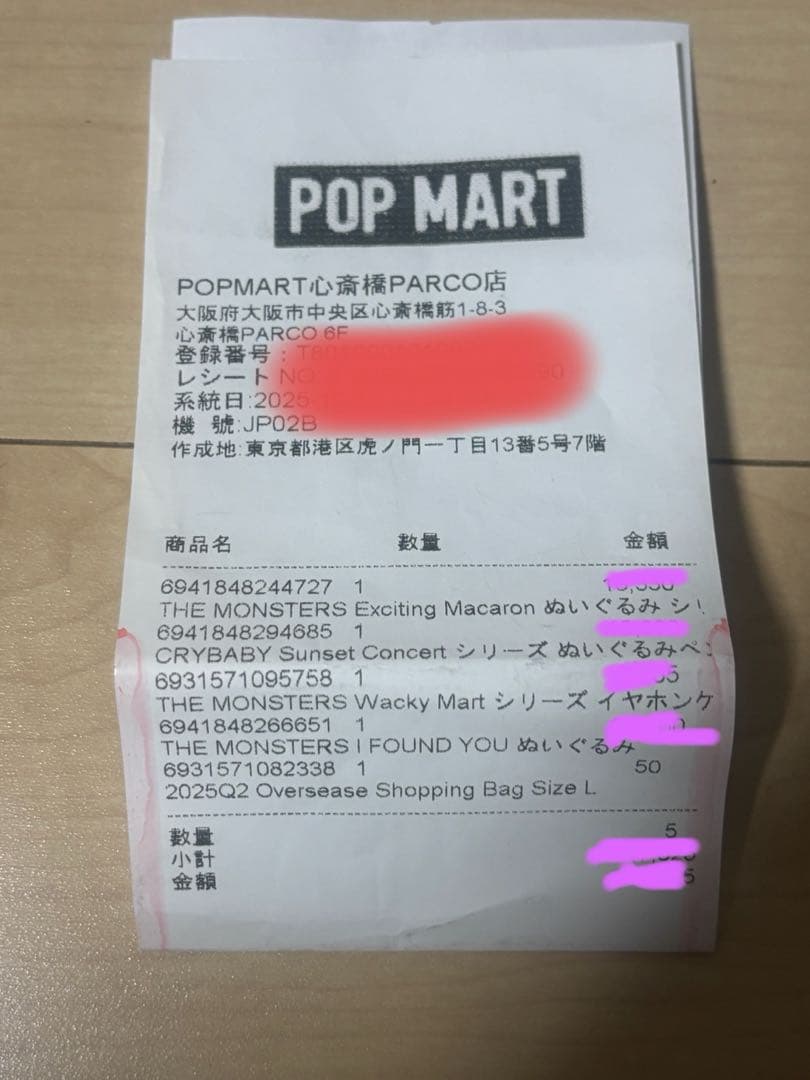 POP MART
POPMART心斎橋PARCO店
大阪府大阪市中央区心斎橋筋1-8-3
心斎橋PARCO 6F
登録番号:
レシート
系統日:2025
機 號:JP02B
作成地:東京都港区虎ノ門一丁目13番5号7階
商品名 数量 金額
6941848244727 1
THE MONSTERS Exciting Macaron ぬいぐるみ シリ
6941848294685 1
CRYBABY Sunset Concert シリーズ ぬいぐるみペン
6931571095758 1
THE MONSTERS Wacky Mart シリーズ イヤホンケ
6941848266651 1
THE MONSTERS I FOUND YOU ぬいぐるみ
6931571082338 1 50
2025Q2 Oversease Shopping Bag Size L
數量 5
小計
金額